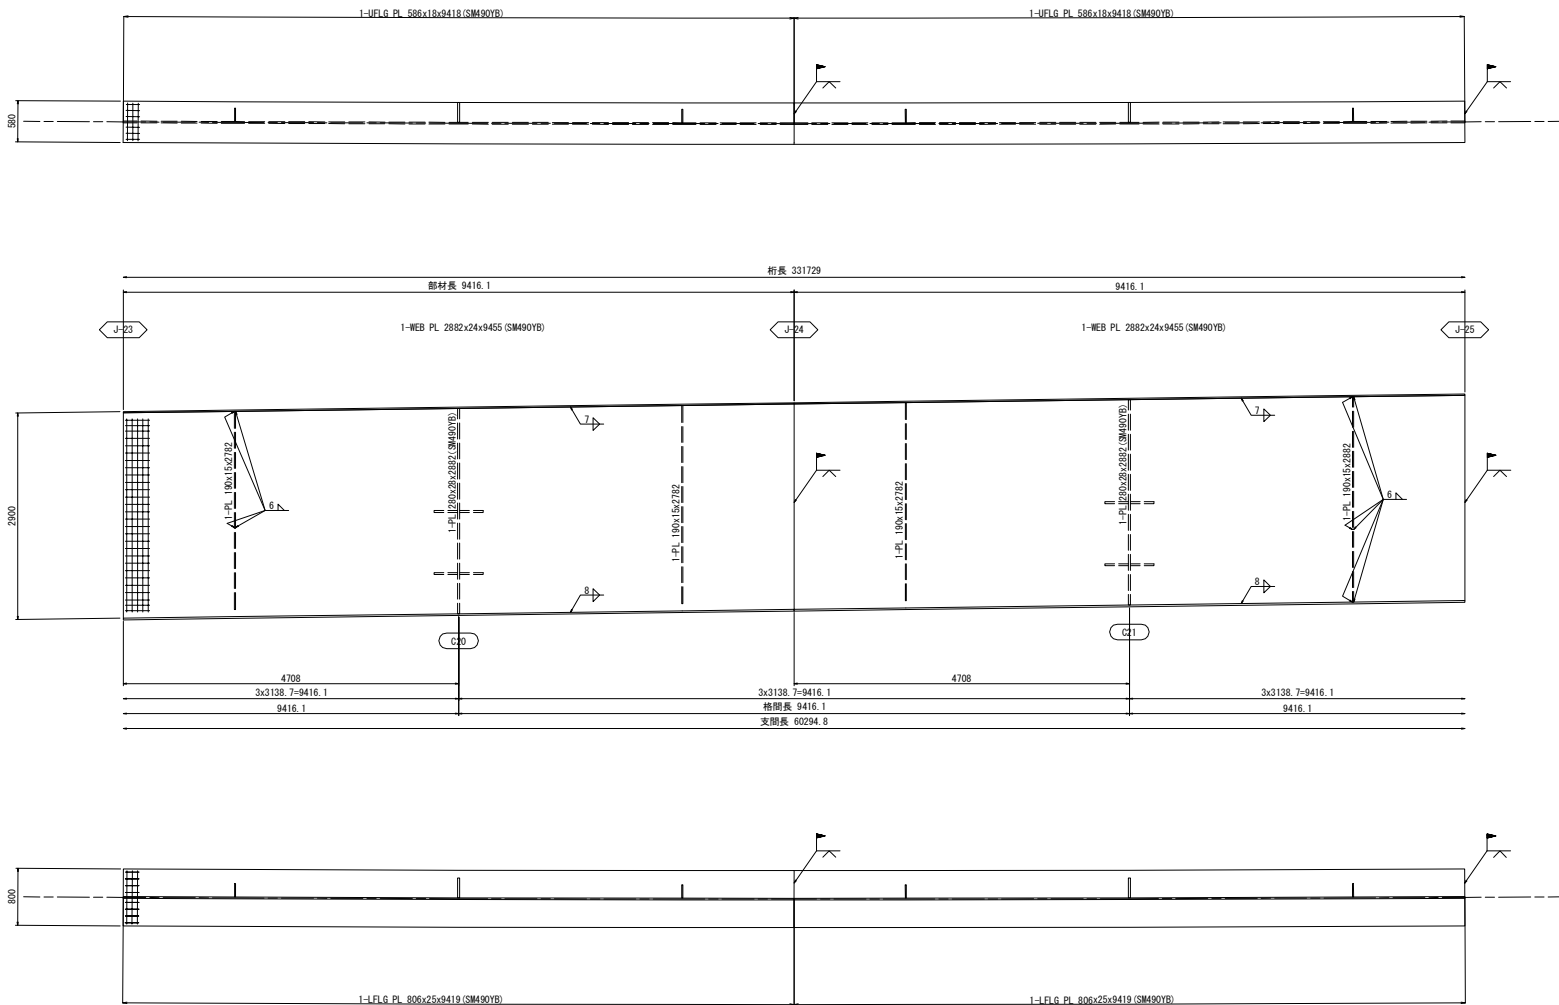 1-UFLG PL 586x18x9418(SM490YB)
1-UFLG PL 586x18x9418(SM490YB)
580
桁長 331729
部材長 9416.1
9416.1
J-23
1-WEB PL 2882x24x9455(SM490YB)
J-24
1-WEB PL 2882x24x9455(SM490YB)
J-25
2900
1-PL 190x15x2782
6
1-PL 280x28x2882(SM490YB)
7
8
1-PL 190x15x2782
1-PL 190x15x2782
1-PL 280x28x2882(SM490YB)
7
8
1-PL 190x15x2882
6
C20
C21
4708
4708
3x3138.7=9416.1
3x3138.7=9416.1
3x3138.7=9416.1
9416.1
格間長 9416.1
9416.1
支間長 60294.8
800
1-LFLG PL 806x25x9419(SM490YB)
1-LFLG PL 806x25x9419(SM490YB)